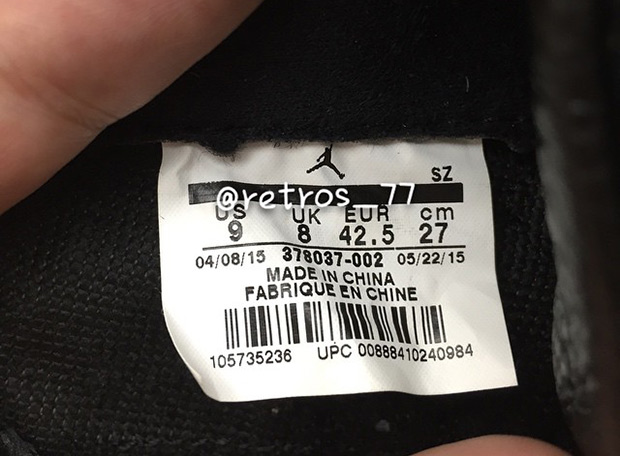 SZ
@retros_77
US UK EUR cm
9 8 42.5 27
04/08/15 378037-002 05/22/15
MADE IN CHINA
FABRIQUE EN CHINE
105735236 UPC 00888410240984